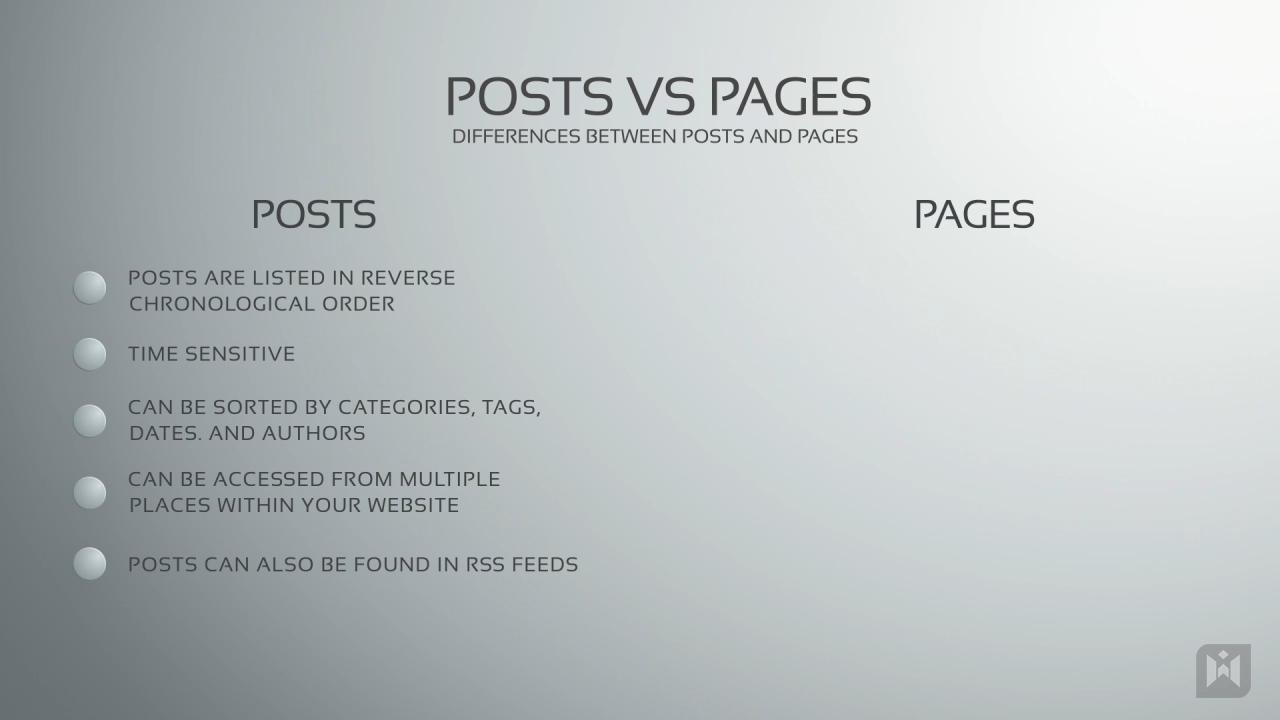 POSTS VS PAGES
DIFFERENCES BETWEEN POSTS AND PAGES
POSTS
POSTS ARE LISTED IN REVERSE
CHRONOLOGICAL ORDER
TIME SENSITIVE
CAN BE SORTED BY CATEGORIES, TAGS,
DATES. AND AUTHORS
CAN BE ACCESSED FROM MULTIPLE
PLACES WITHIN YOUR WEBSITE
POSTS CAN ALSO BE FOUND IN RSS FEEDS
PAGES